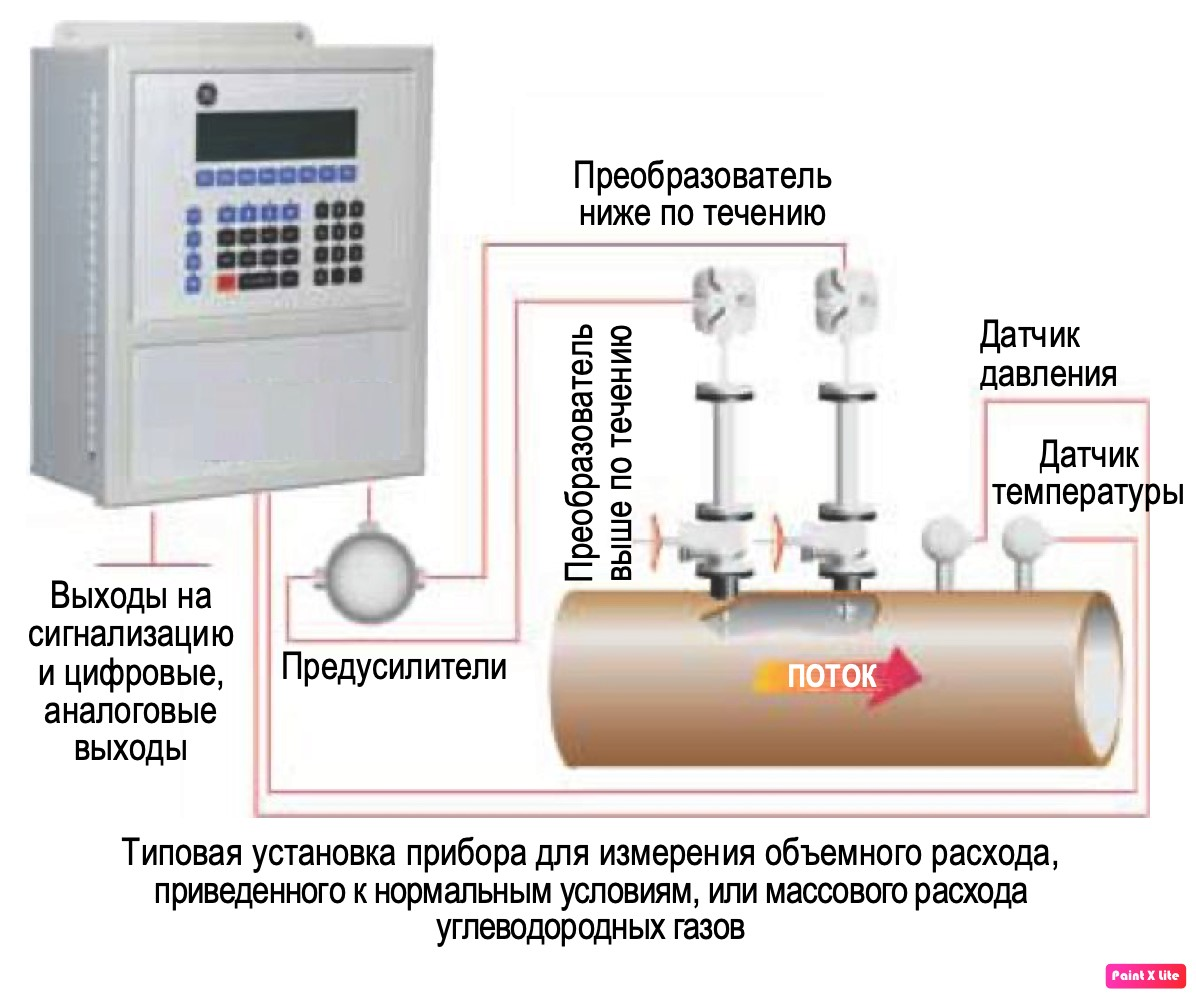 Преобразователь
ниже по течению
Преобразователь
выше по течению
Датчик
давления
Датчик
температуры
Выходы на
сигнализацию
и цифровые,
аналоговые
выходы
Предусилители
ПОТОК
Типовая установка прибора для измерения объемного расхода,
приведенного к нормальным условиям, или массового расхода
углеводородных газов
Paint X Lite